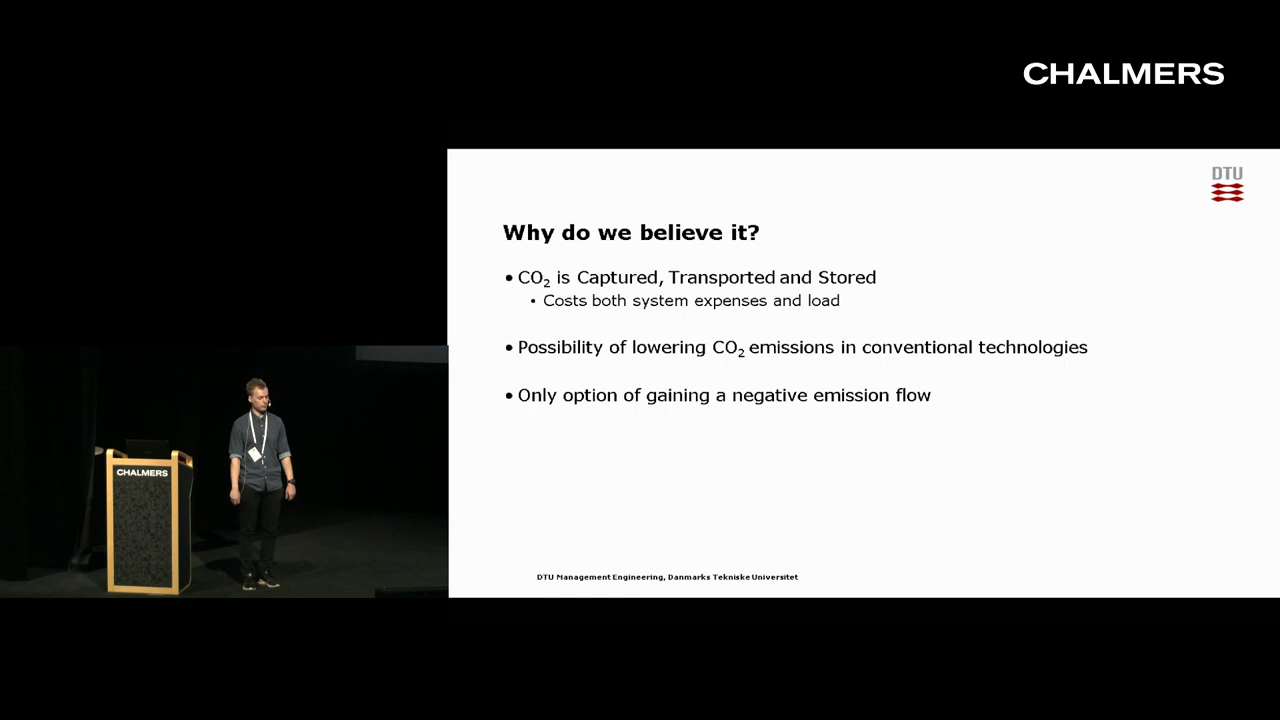 CHALMERS
DTU
Why do we believe it?
• CO₂ is Captured, Transported and Stored
• Costs both system expenses and load
• Possibility of lowering CO₂ emissions in conventional technologies
• Only option of gaining a negative emission flow
CHALMERS
DTU Management Engineering, Danmarks Tekniske Universitet